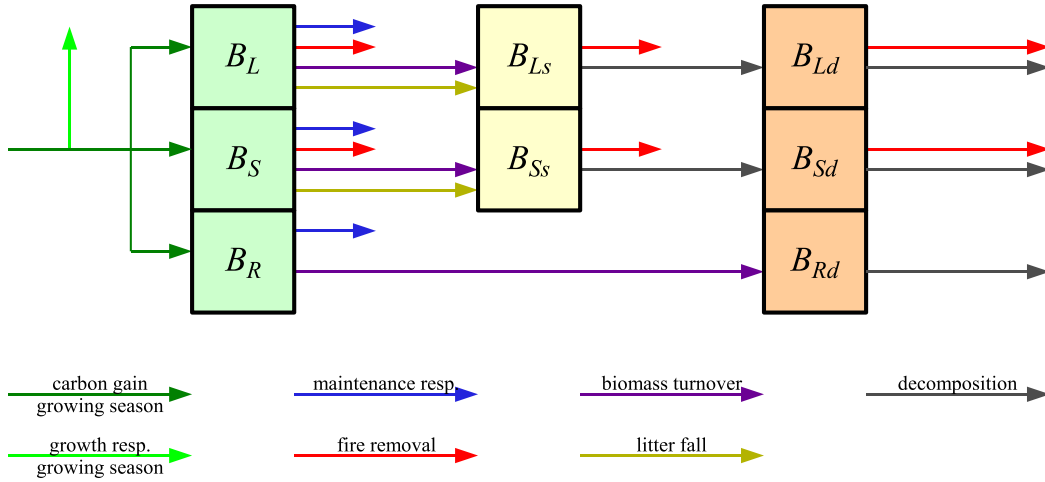 B_L B_Ls B_Ld
B_S B_Ss B_Sd
B_R B_Rd
carbon gain
growing season
maintenance resp.
biomass turnover
decomposition
growth resp.
growing season
fire removal
litter fall